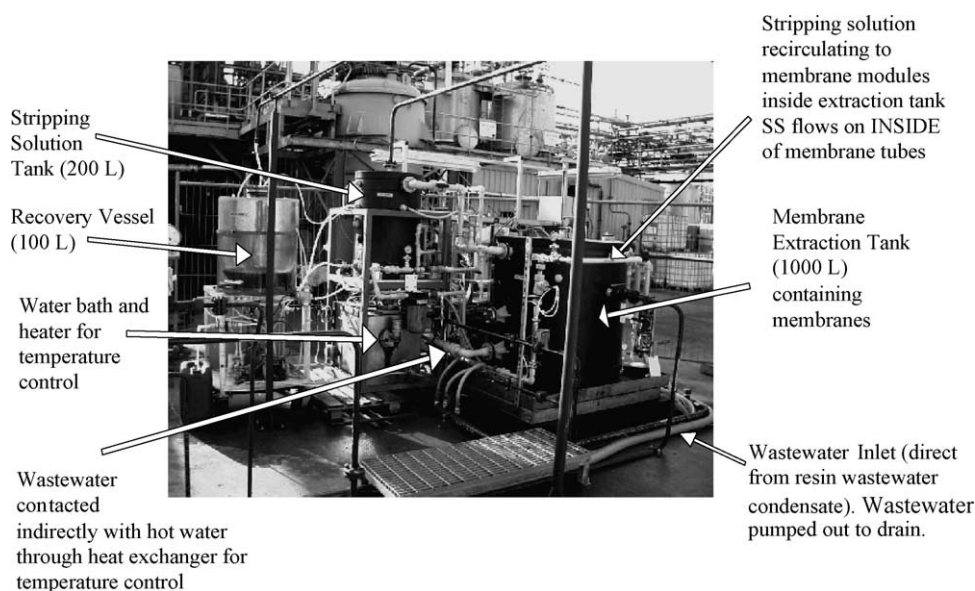 Stripping
Solution
Tank (200 L)
Recovery Vessel
(100 L)
Water bath and
heater for
temperature
control
Wastewater
contacted
indirectly with hot water
through heat exchanger for
temperature control
Stripping solution
recirculating to
membrane modules
inside extraction tank
SS flows on INSIDE
of membrane tubes
Membrane
Extraction Tank
(1000 L)
containing
membranes
Wastewater Inlet (direct
from resin wastewater
condensate). Wastewater
pumped out to drain.